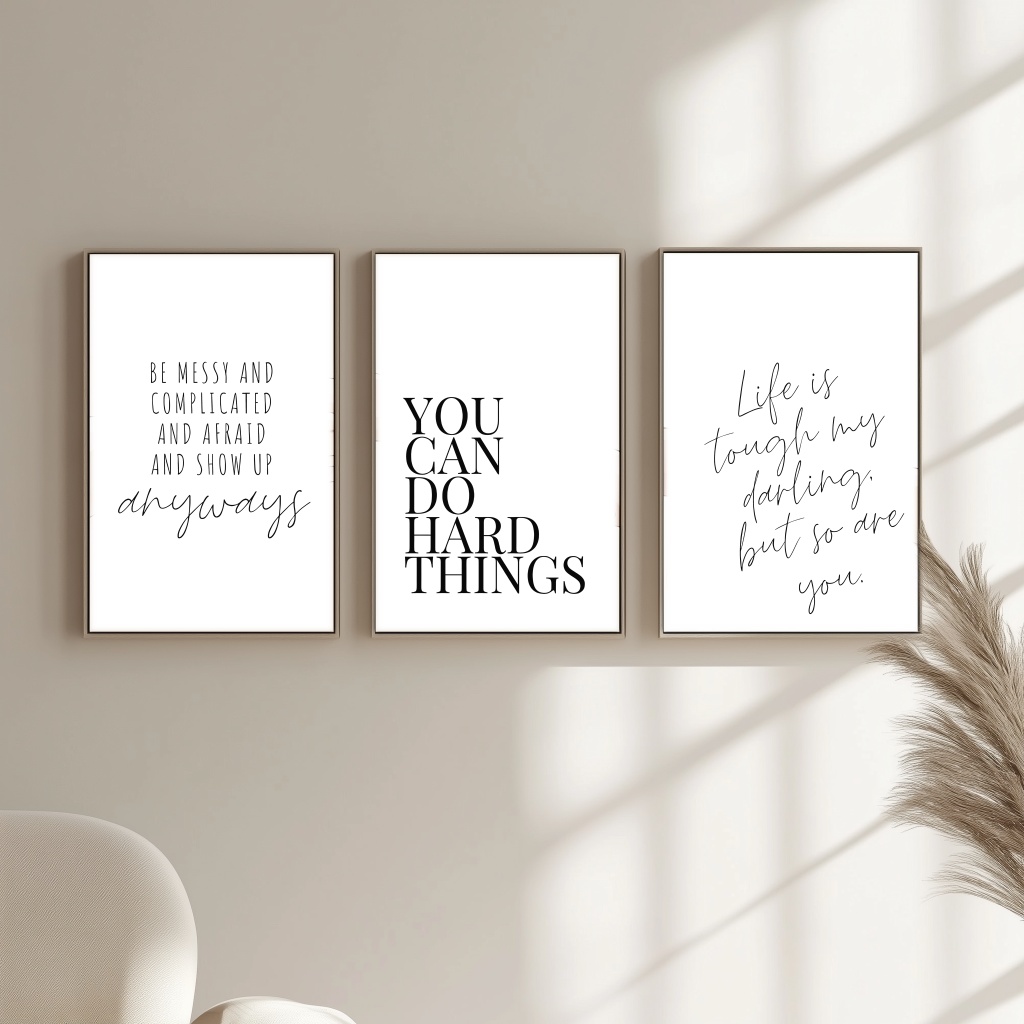 BE MESSY AND
COMPLICATED
AND AFRAID
AND SHOW UP
anyways
YOU
CAN
DO
HARD
THINGS
Life is
tough my
darling,
but so are
you.